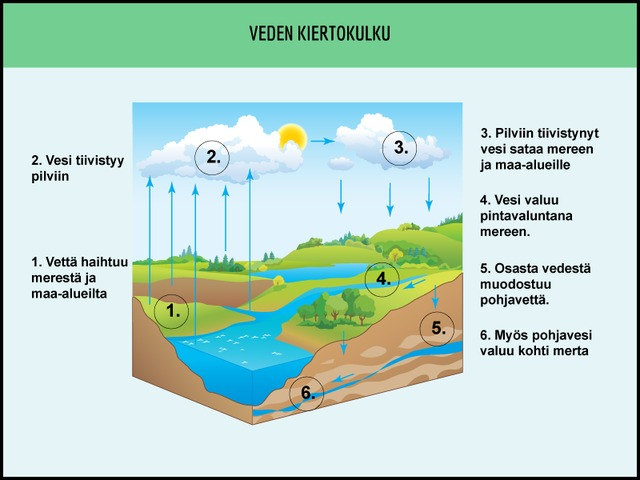 VEDEN KIERTOKULKU
2. Vesi tiivistyy
pilviin
1. Vettä haihtuu
merestä ja
maa-alueilta
2.
3.
1.
4.
5.
6.
3. Pilviin tiivistynyt
vesi sataa mereen
ja maa-alueille
4. Vesi valuu
pintavaluntana
mereen.
5. Osasta vedestä
muodostuu
pohjavettä.
6. Myös pohjavesi
valuu kohti merta